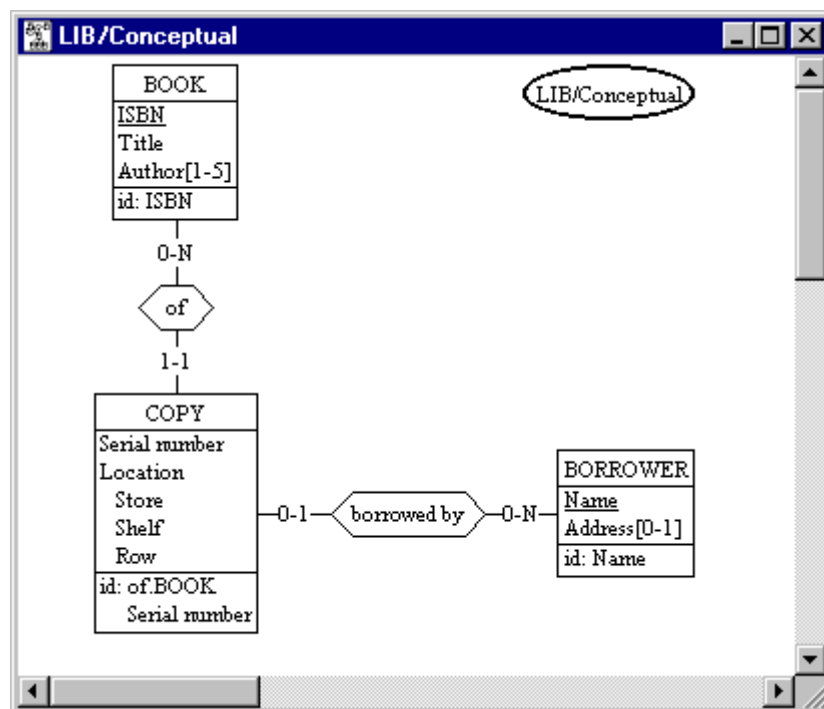 LIB/Conceptual
BOOK
ISBN
Title
Author[1-5]
id: ISBN
LIB/Conceptual
0-N
of
1-1
COPY
Serial number
Location
Store
Shelf
Row
id: of.BOOK
Serial number
0-1
borrowed by
0-N
BORROWER
Name
Address[0-1]
id: Name